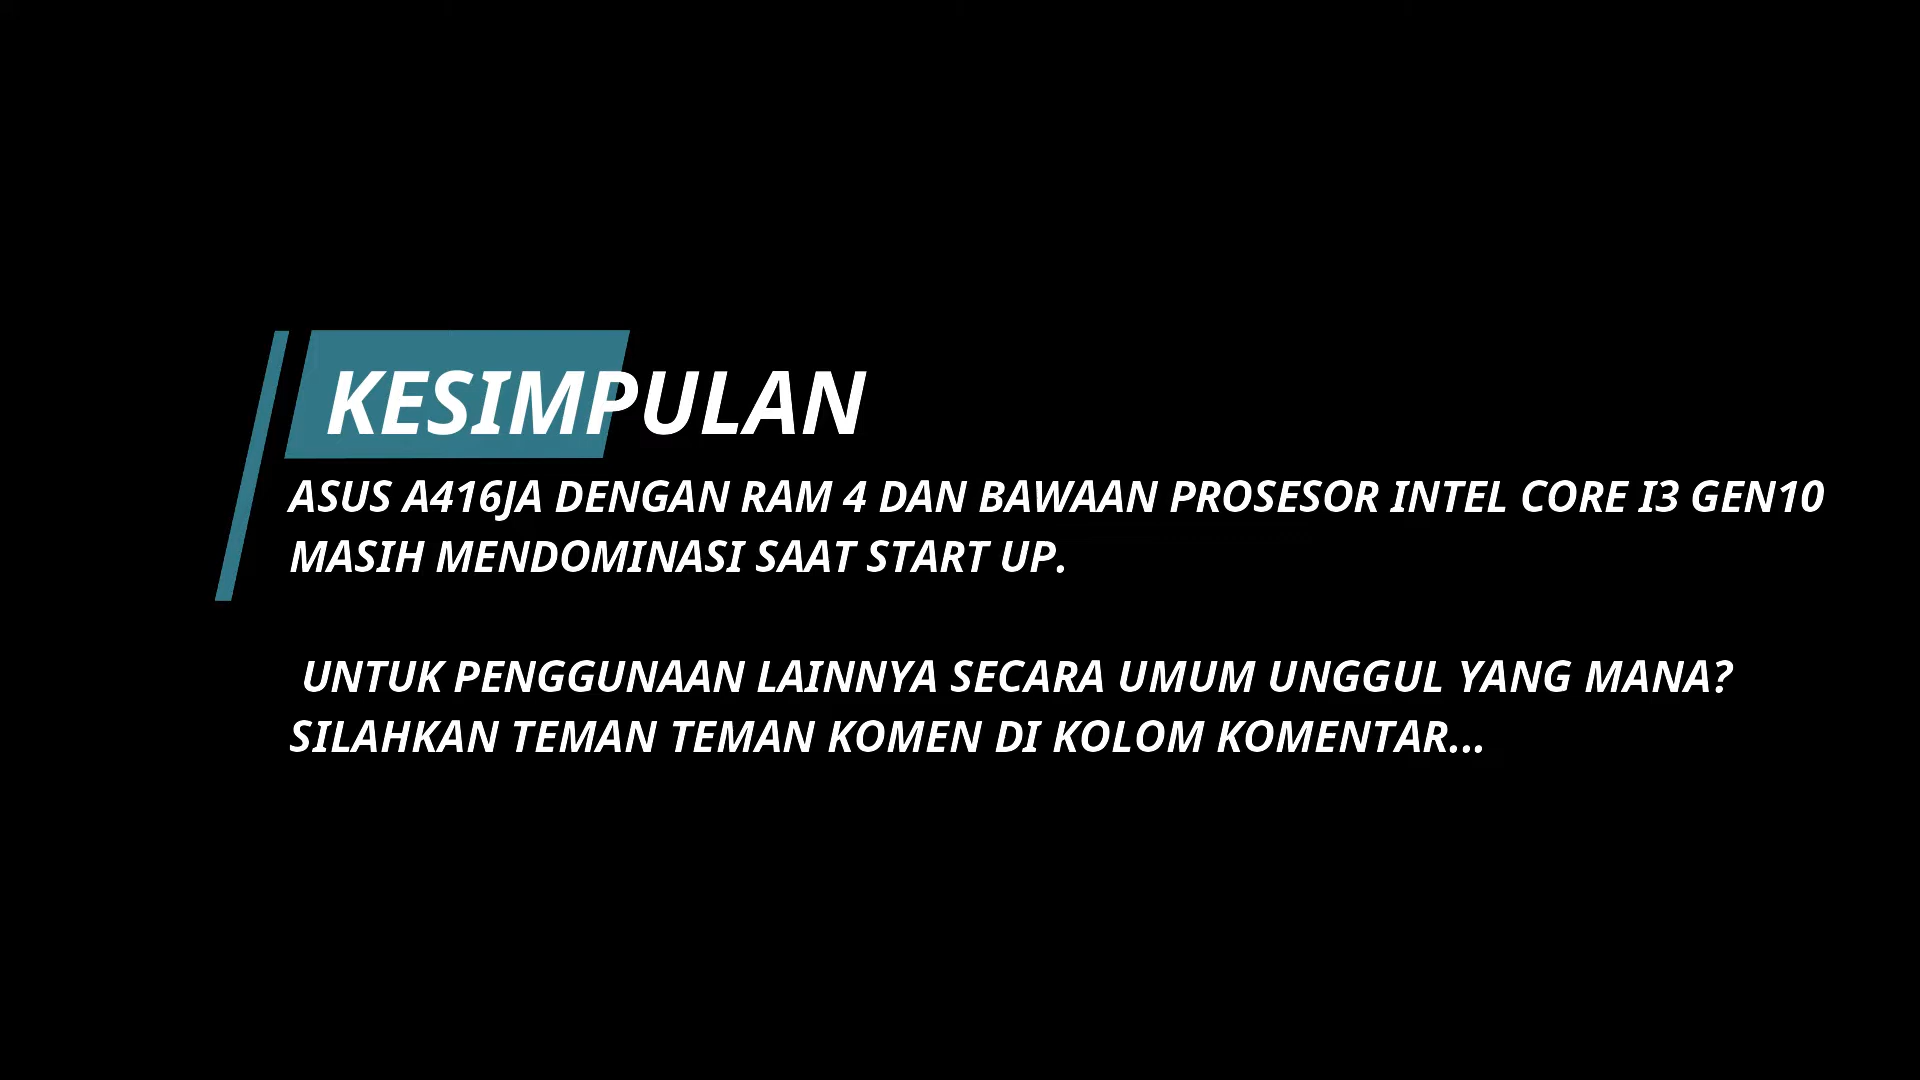 KESIMPULAN
ASUS A416JA DENGAN RAM 4 DAN BAWAAN PROSESOR INTEL CORE I3 GEN10
MASIH MENDOMINASI SAAT START UP.
UNTUK PENGGUNAAN LAINNYA SECARA UMUM UNGGUL YANG MANA?
SILAHKAN TEMAN TEMAN KOMEN DI KOLOM KOMENTAR...